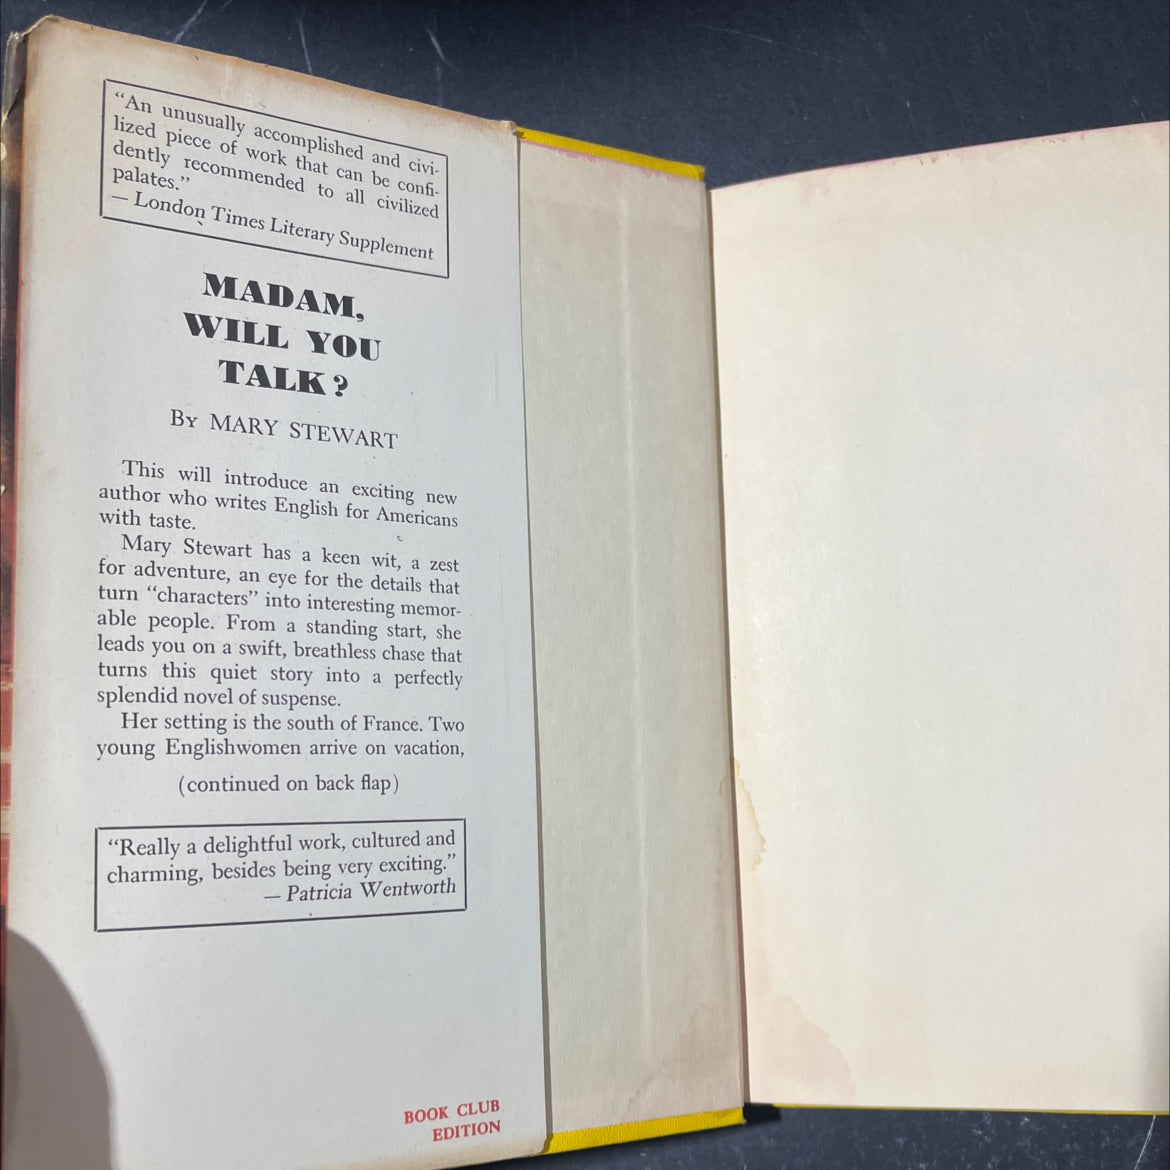 “An unusually accomplished and civi-
lized piece of work that can be confi-
dently recommended to all civilized
palates.”
— London Times Literary Supplement
MADAM,
WILL YOU
TALK?
By MARY STEWART
This will introduce an exciting new
author who writes English for Americans
with taste.
Mary Stewart has a keen wit, a zest
for adventure, an eye for the details that
turn “characters” into interesting memor-
able people. From a standing start, she
leads you on a swift, breathless chase that
turns this quiet story into a perfectly
splendid novel of suspense.
Her setting is the south of France. Two
young Englishwomen arrive on vacation,
(continued on back flap)
“Really a delightful work, cultured and
charming, besides being very exciting.”
— Patricia Wentworth
BOOK CLUB
EDITION